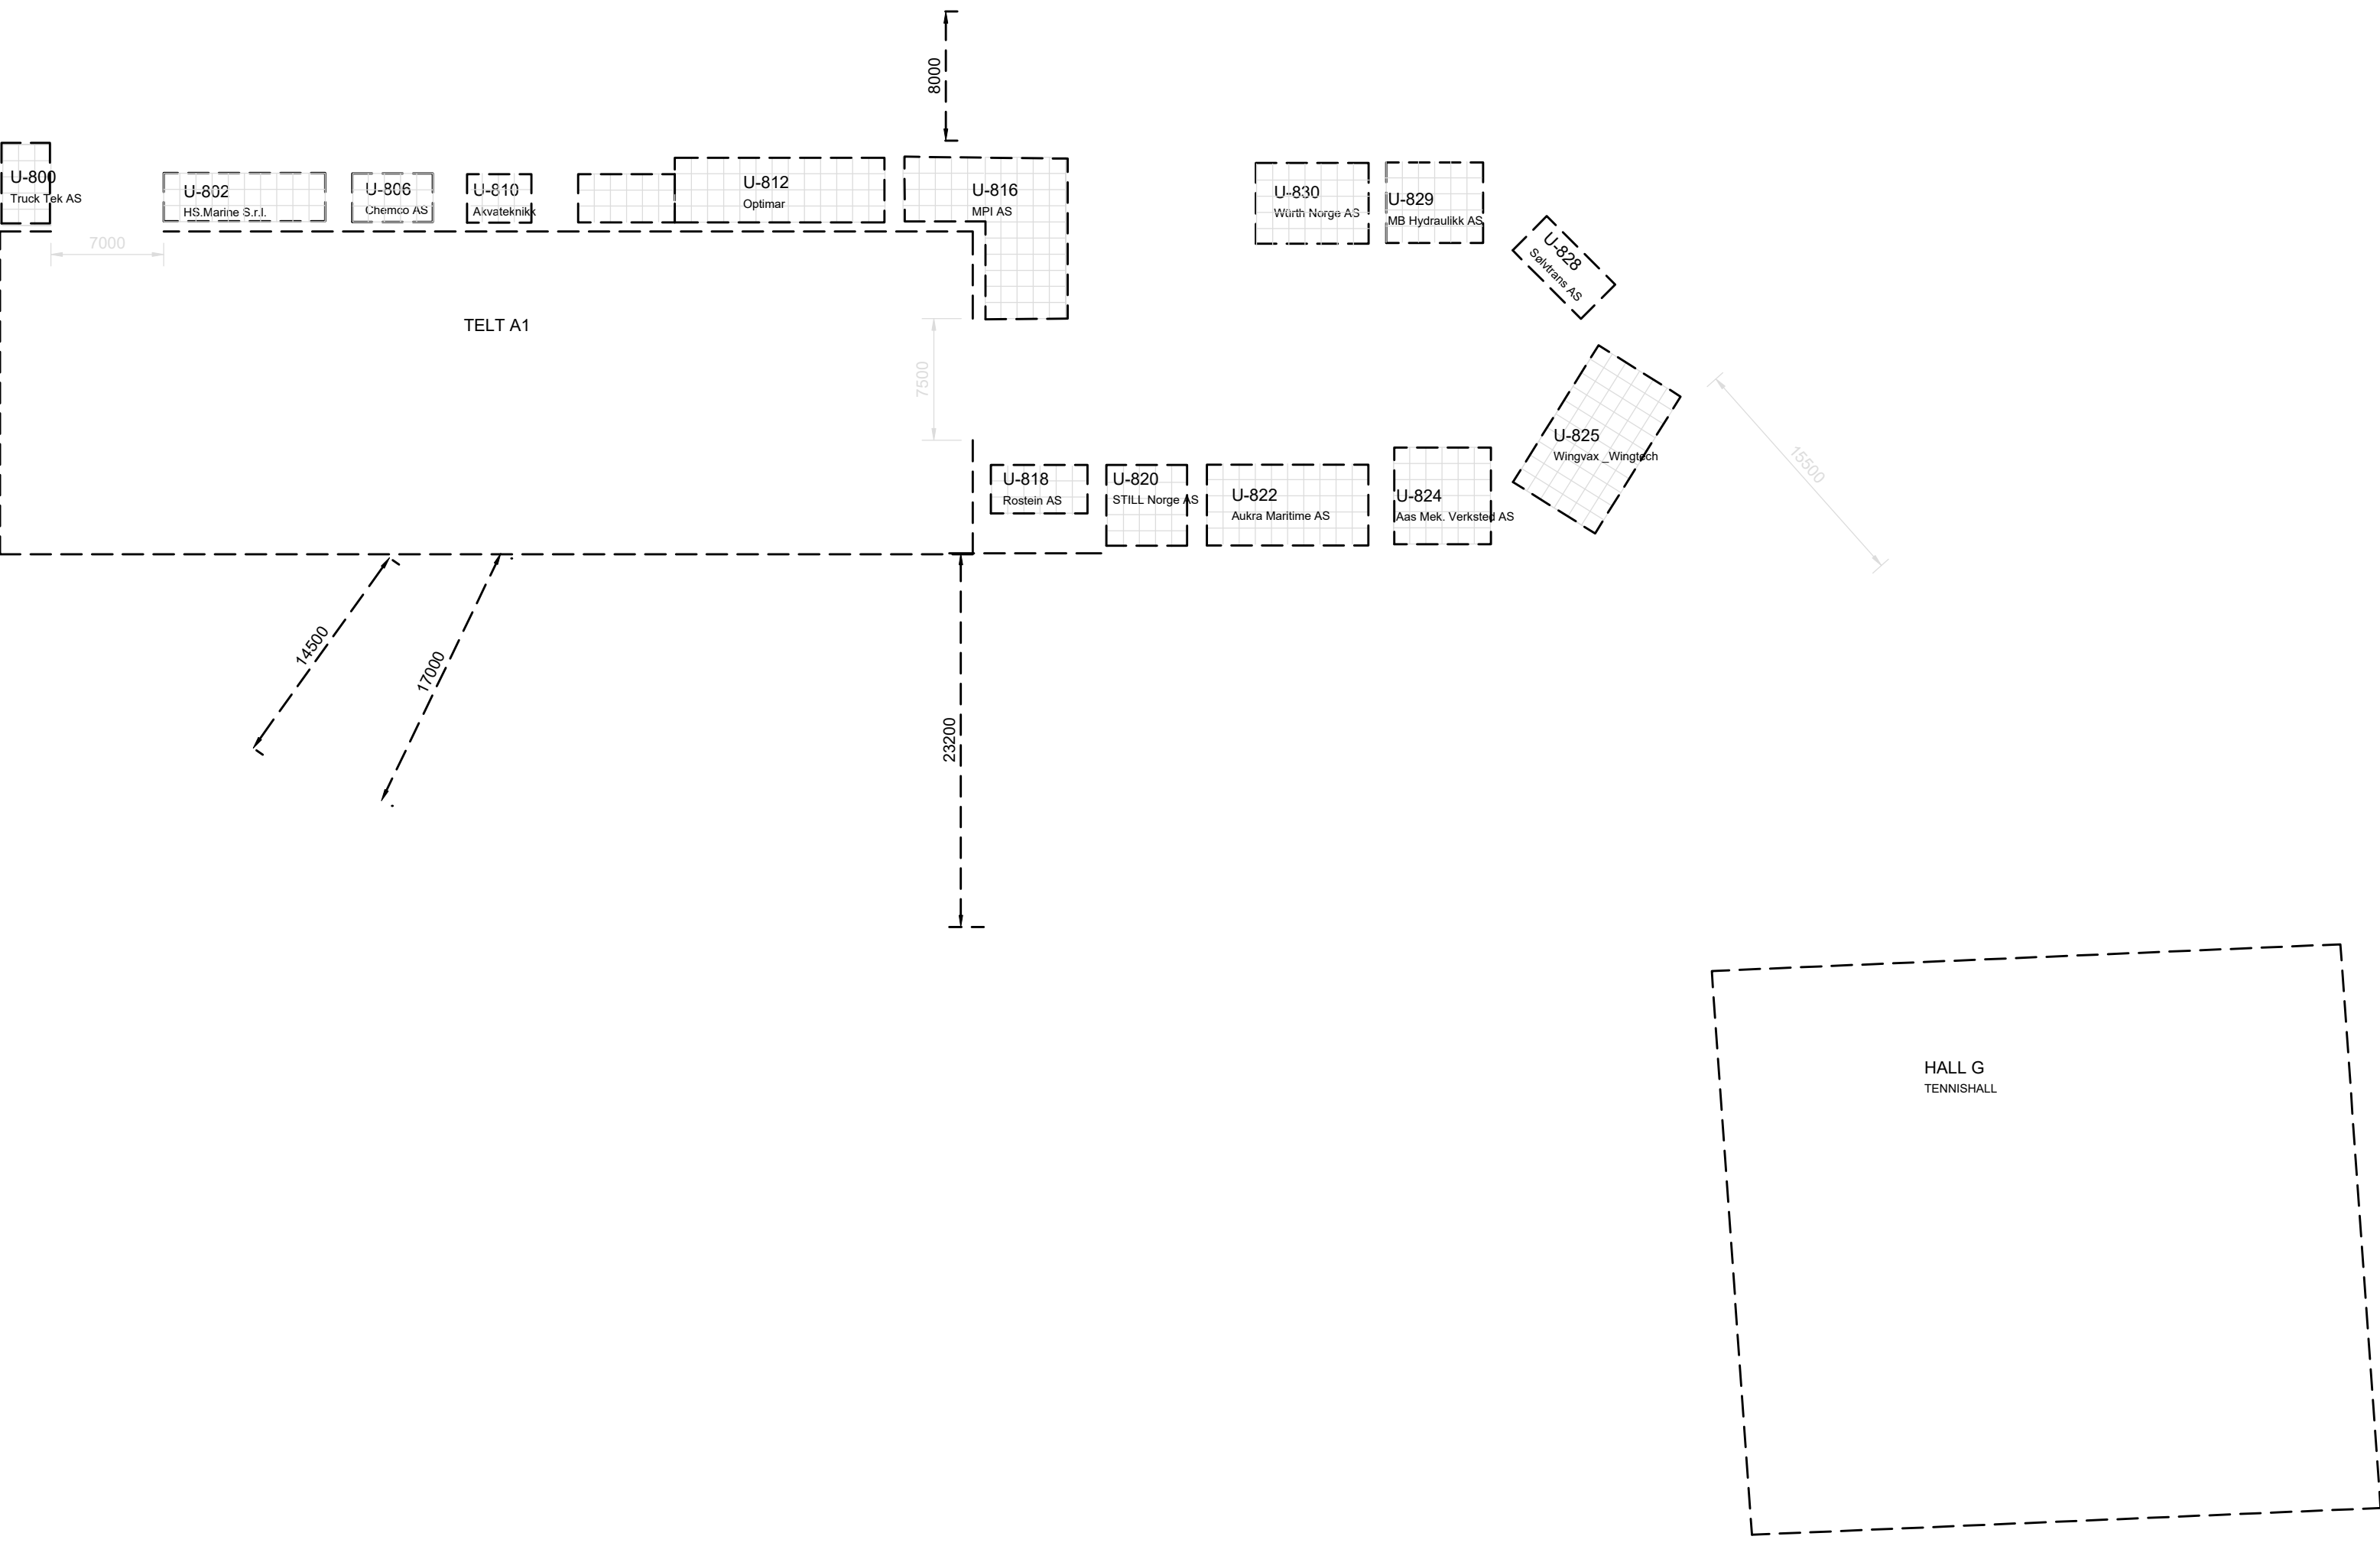 8000
U-800
Truck Tek AS
U-802
HS.Marine S.r.l.
U-806
Chemco AS
U-810
Akvateknikk
U-812
Optimar
U-816
MPI AS
U-830
Würth Norge AS
U-829
MB Hydraulikk AS
U-828
Sølvtrans AS
7000
TELT A1
7500
U-825
Wingvax _Wingtech
15500
U-818
Rostein AS
U-820
STILL Norge AS
U-822
Aukra Maritime AS
U-824
Aas Mek. Verksted AS
14500
17000
23200
HALL G
TENNISHALL